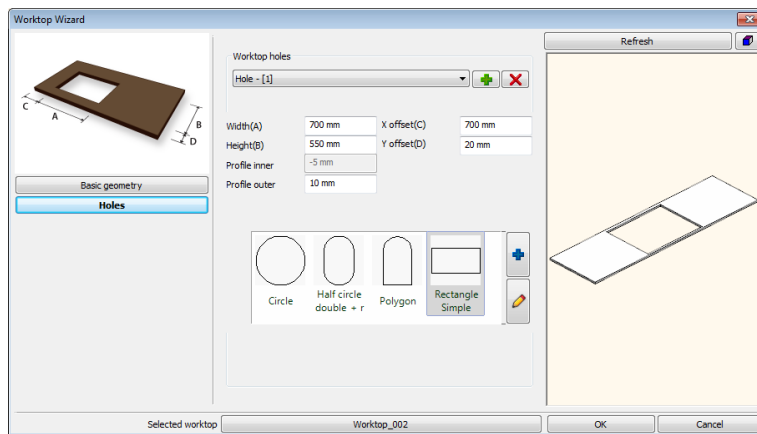 Worktop Wizard
Refresh
Worktop holes
Hole - [1]
C
A
B
D
Width(A) 700 mm X offset(C) 700 mm
Height(B) 550 mm Y offset(D) 20 mm
Profile inner -5 mm
Profile outer 10 mm
Basic geometry
Holes
Circle
Half circle
double + r
Polygon
Rectangle
Simple
Selected worktop Worktop_002 OK Cancel